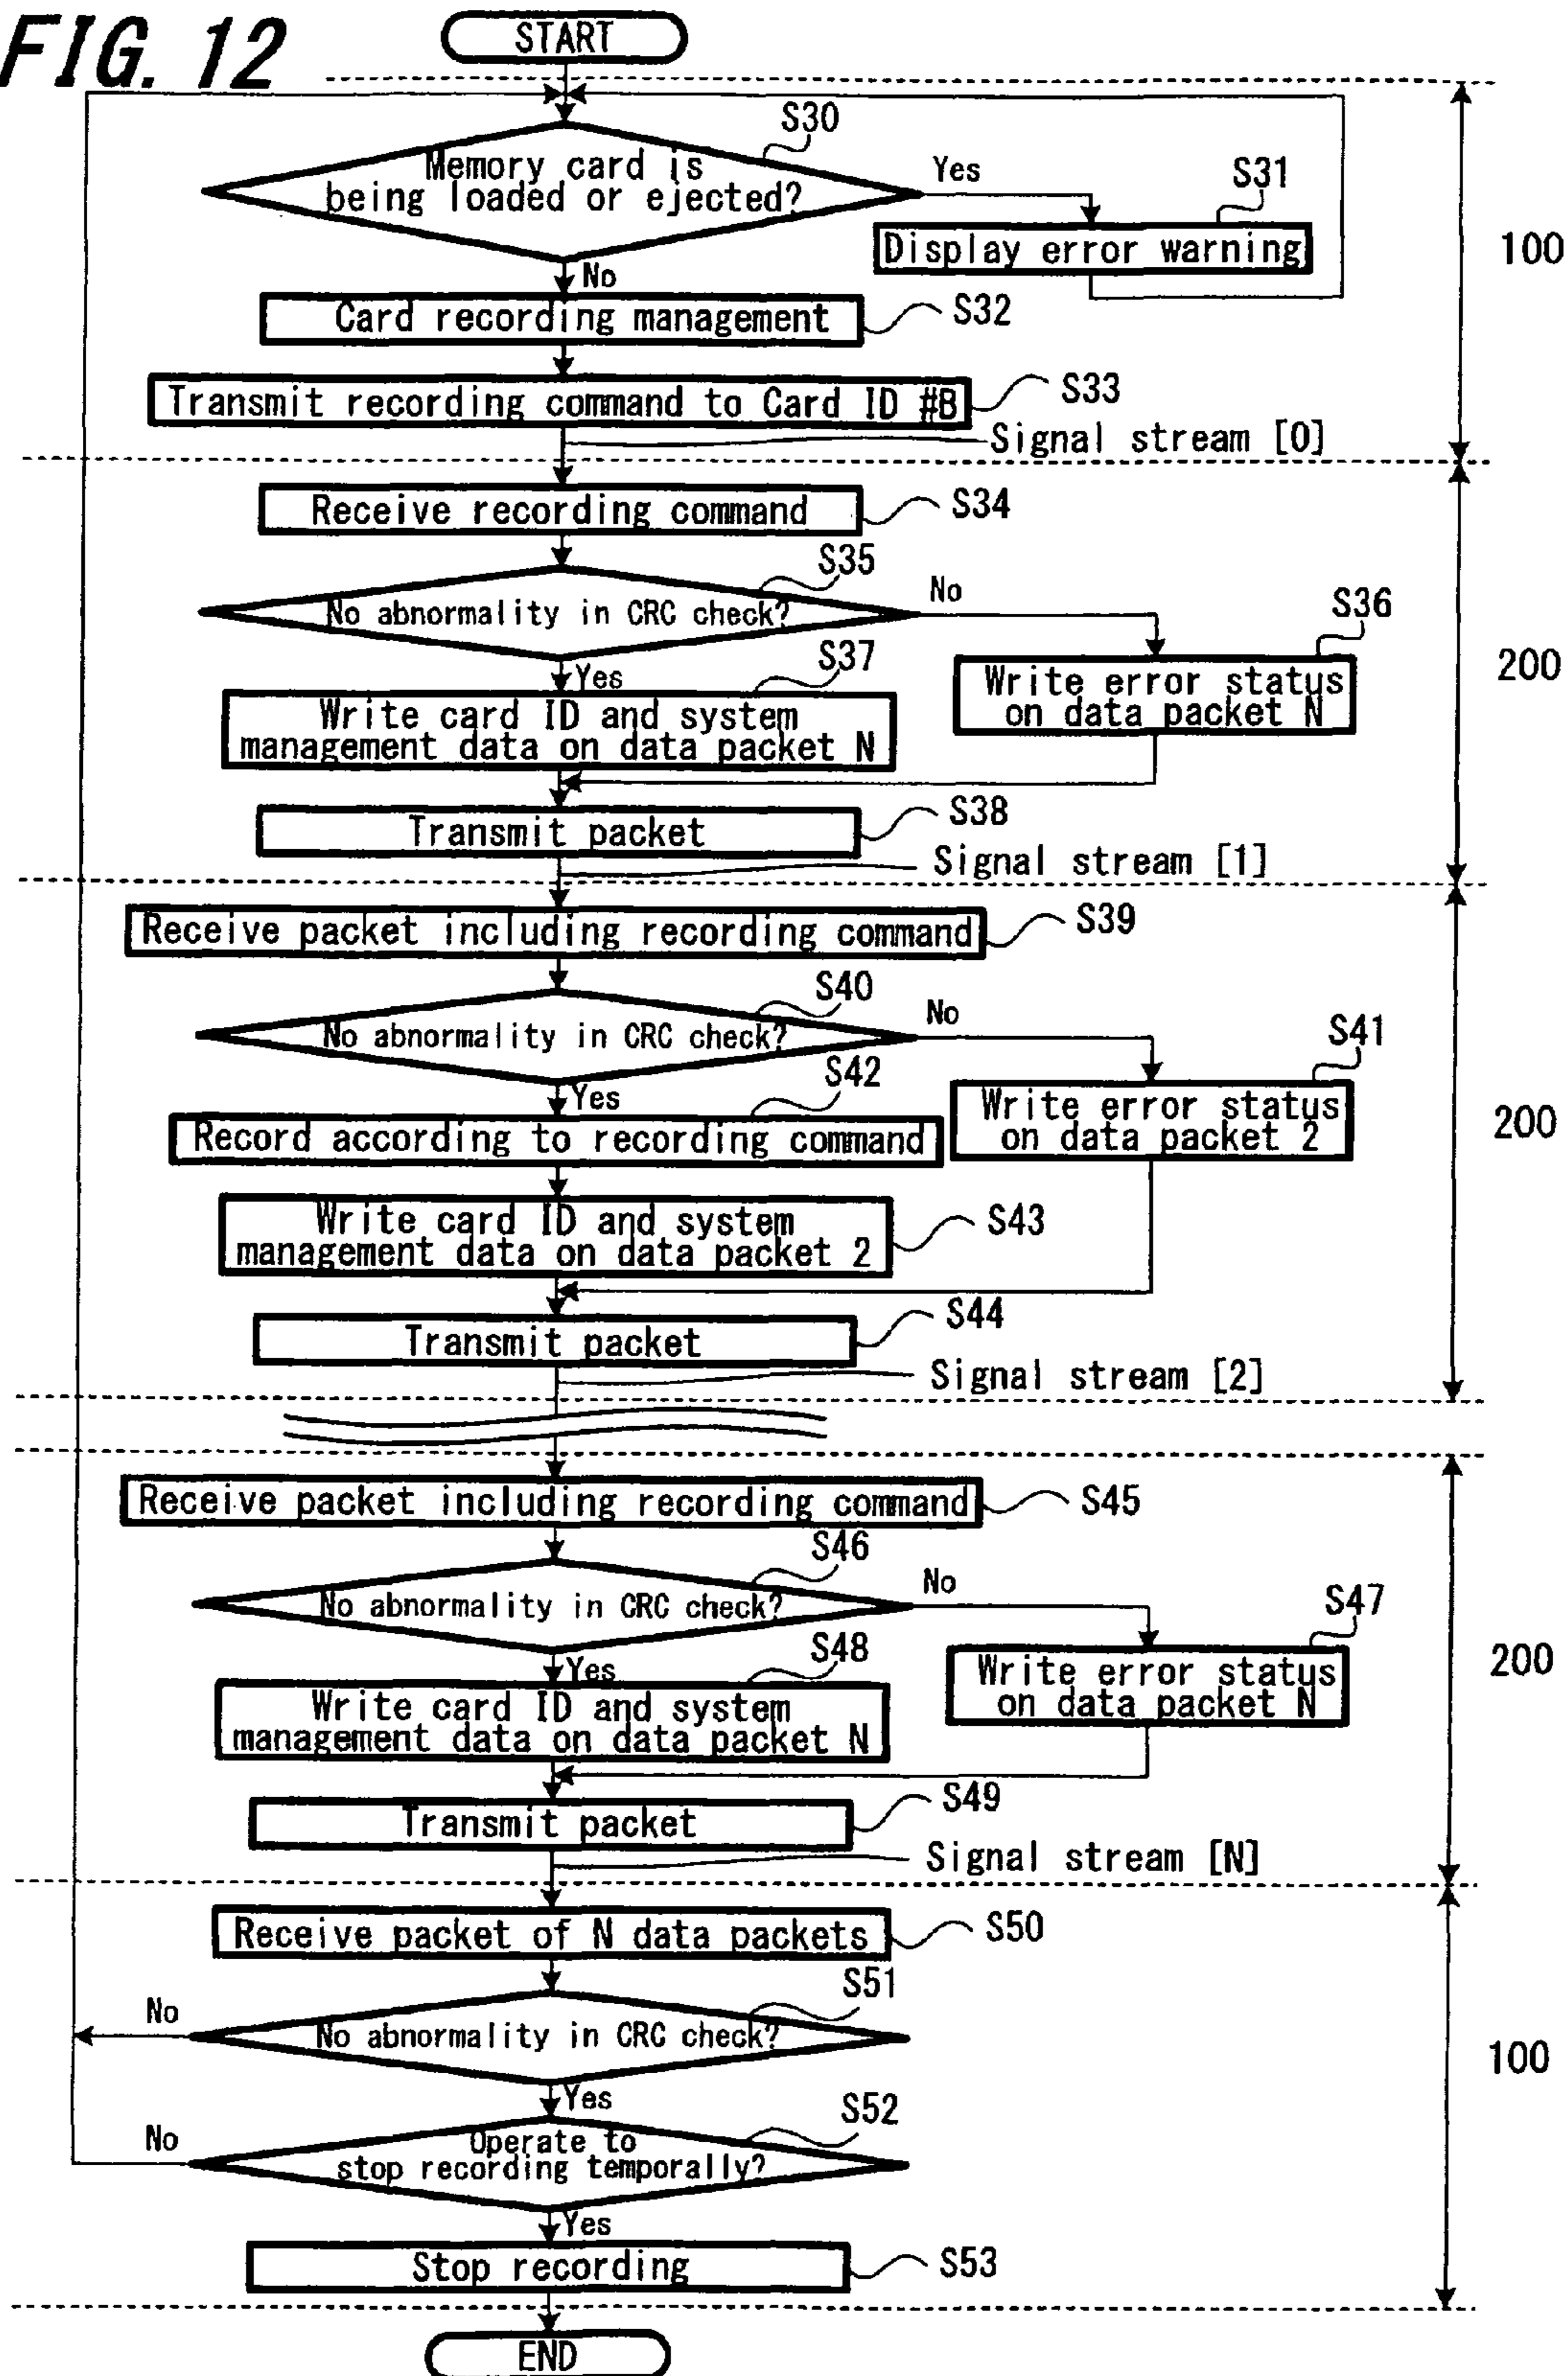 FIG. 12
START
S30
Memory card is
being loaded or ejected?
Yes
S31
Display error warning
100
No
Card recording management
S32
Transmit recording command to Card ID #B
S33
Signal stream [0]
Receive recording command
S34
S35
No abnormality in CRC check?
No
S36
Write error status
on data packet N
200
Yes
S37
Write card ID and system
management data on data packet N
Transmit packet
S38
Signal stream [1]
Receive packet including recording command
S39
S40
No abnormality in CRC check?
No
S41
Write error status
on data packet 2
200
Yes
S42
Record according to recording command
Write card ID and system
management data on data packet 2
S43
Transmit packet
S44
Signal stream [2]
Receive packet including recording command
S45
S46
No abnormality in CRC check?
No
S47
Write error status
on data packet N
200
Yes
S48
Write card ID and system
management data on data packet N
Transmit packet
S49
Signal stream [N]
Receive packet of N data packets
S50
S51
No
No abnormality in CRC check?
100
Yes
S52
No
Operate to
stop recording temporally?
Yes
Stop recording
S53
END